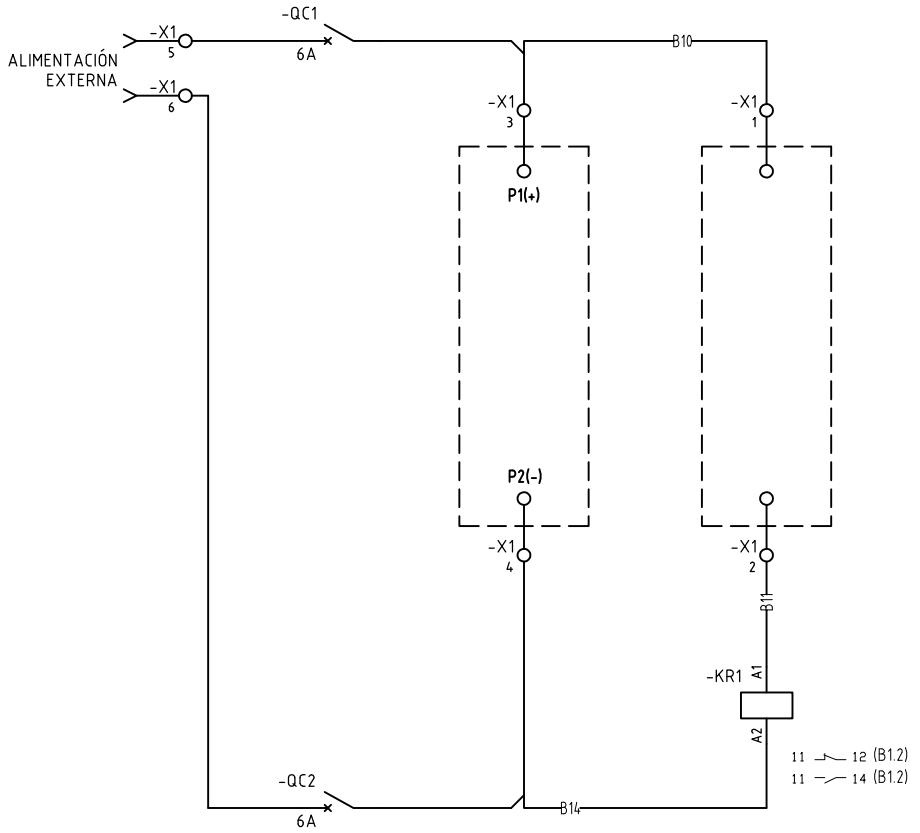 -QC1
-X1
5
6A
B10
ALIMENTACIÓN
EXTERNA
-X1
6
-X1
3
-X1
1
P1(+)
P2(-)
-X1
4
-X1
2
B11
-KR1
A1
A2
11 12 (B1.2)
11 14 (B1.2)
-QC2
6A
B14